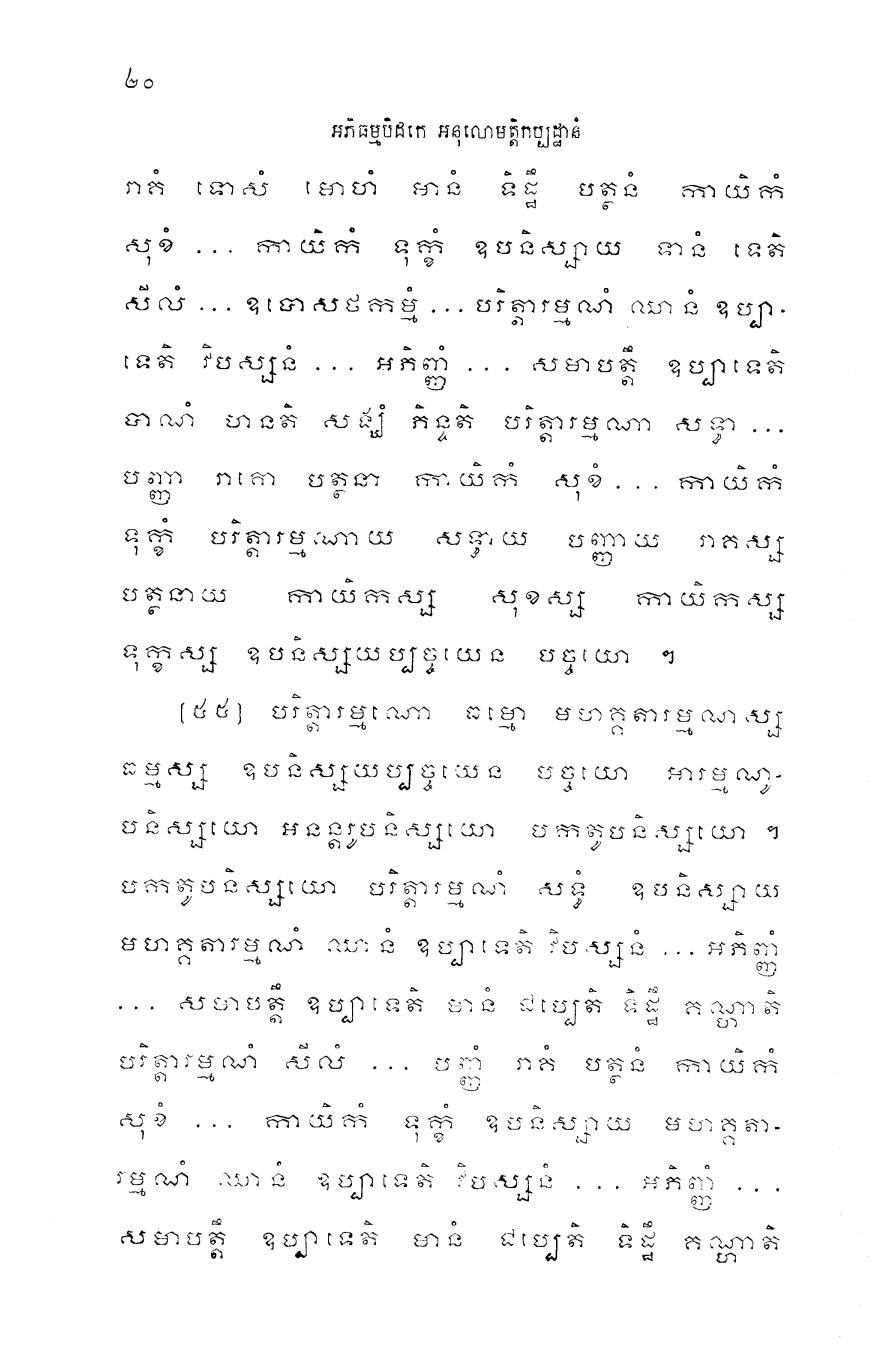 ២០
អភិធម្មបិដកេ អនុលោមត្តិកប្បដ្ឋានំ
រាគំ ទោសំ មោហំ មានំ ទិដ្ឋឹ បត្ថនំ កាយិកំ
សុខំ ... កាយិកំ ទុក្ខំ ឧបនិស្សាយ ទានំ ទេតិ
សីលំ ... ឧបោសថកម្មំ ... បរិត្តារម្មណំ ឈានំ ឧប្បា-
ទេតិ វិបស្សនំ ... អភិញ្ញំ ... សមាបត្តឹ ឧប្បាទេតិ
បាណំ ហនតិ សង្ឃំ ភិន្ទតិ បរិត្តារម្មណា សទ្ធា ...
បញ្ញា រាគោ បត្ថនា កាយិកំ សុខំ ... កាយិកំ
ទុក្ខំ បរិត្តារម្មណាយ សទ្ធាយ បញ្ញាយ រាគស្ស
បត្ថនាយ កាយិកស្ស សុខស្ស កាយិកស្ស
ទុក្ខស្ស ឧបនិស្សយប្បច្ចយេន បច្ចយោ ។
[៥៥] បរិត្តារម្មណោ ធម្មោ មហគ្គតារម្មណស្ស
ធម្មស្ស ឧបនិស្សយប្បច្ចយេន បច្ចយោ អារម្មណូ-
បនិស្សយោ អនន្តរូបនិស្សយោ បកតូបនិស្សយោ ។
បកតូបនិស្សយោ បរិត្តារម្មណំ សទ្ធំ ឧបនិស្សាយ
មហគ្គតារម្មណំ ឈានំ ឧប្បាទេតិ វិបស្សនំ ... អភិញ្ញំ
... សមាបត្តឹ ឧប្បាទេតិ មានំ ជប្បេតិ ទិដ្ឋឹ គណ្ហាតិ
បរិត្តារម្មណំ សីលំ ... បញ្ញំ រាគំ បត្ថនំ កាយិកំ
សុខំ ... កាយិកំ ទុក្ខំ ឧបនិស្សាយ មហគ្គតា-
រម្មណំ ឈានំ ឧប្បាទេតិ វិបស្សនំ ... អភិញ្ញំ ...
សមាបត្តឹ ឧប្បាទេតិ មានំ ជប្បេតិ ទិដ្ឋឹ គណ្ហាតិ